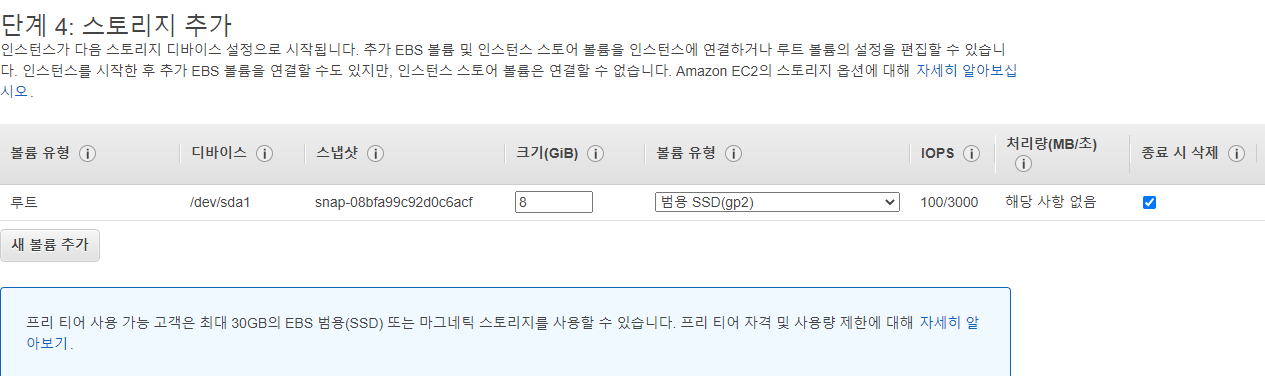 단계 4: 스토리지 추가
인스턴스가 다음 스토리지 디바이스 설정으로 시작됩니다. 추가 EBS 볼륨 및 인스턴스 스토어 볼륨을 인스턴스에 연결하거나 루트 볼륨의 설정을 편집할 수 있습니
다. 인스턴스를 시작한 후 추가 EBS 볼륨을 연결할 수도 있지만, 인스턴스 스토어 볼륨은 연결할 수 없습니다. Amazon EC2의 스토리지 옵션에 대해 자세히 알아보십
시오.
볼륨 유형 i 디바이스 i 스냅샷 i 크기(GiB) i 볼륨 유형 i IOPS i 처리량(MB/초) i 종료 시 삭제 i
루트 /dev/sda1 snap-08bfa99c92d0c6acf 8 범용 SSD(gp2) 100/3000 해당 사항 없음
새 볼륨 추가
프리 티어 사용 가능 고객은 최대 30GB의 EBS 범용(SSD) 또는 마그네틱 스토리지를 사용할 수 있습니다. 프리 티어 자격 및 사용량 제한에 대해 자세히 알
아보기.